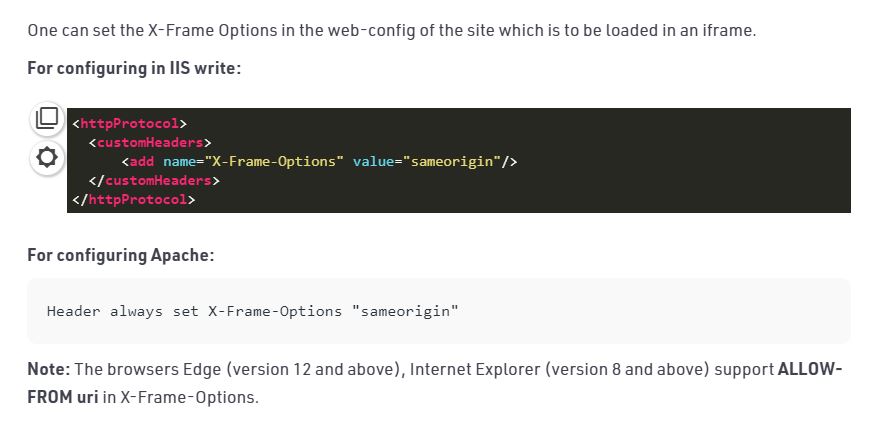 One can set the X-Frame Options in the web-config of the site which is to be loaded in an iframe.
For configuring in IIS write:
<httpProtocol>
<customHeaders>
<add name="X-Frame-Options" value="sameorigin"/>
</customHeaders>
</httpProtocol>
For configuring Apache:
Header always set X-Frame-Options "sameorigin"
Note: The browsers Edge (version 12 and above), Internet Explorer (version 8 and above) support ALLOW-
FROM uri in X-Frame-Options.